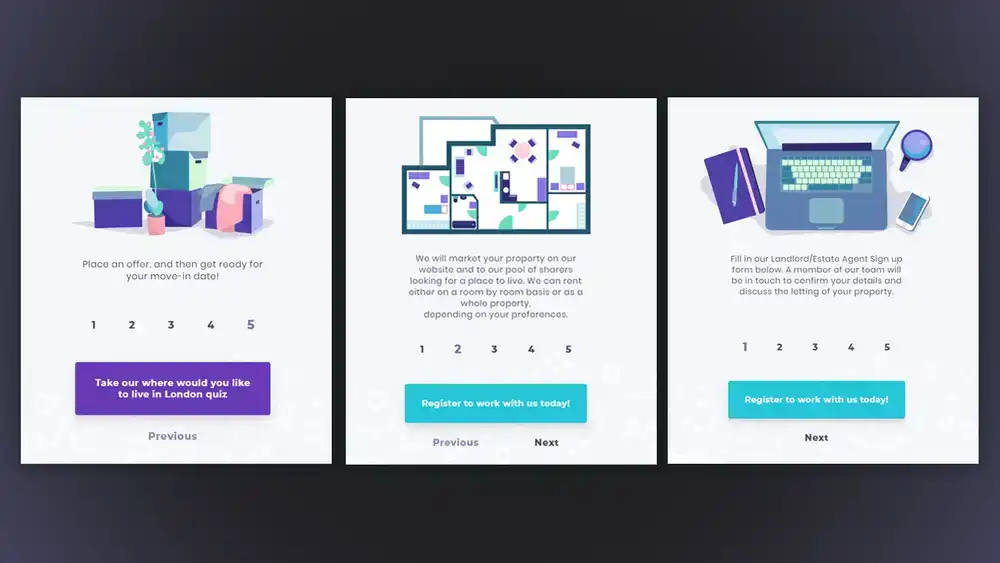 Place an offer, and then get ready for
your move-in date!
1 2 3 4 5
Take our where would you like
to live in London quiz
Previous
We will market your property on our
website and to our pool of sharers
looking for a place to live. We can rent
either on a room by room basis or as a
whole property,
depending on your preferences.
1 2 3 4 5
Register to work with us today!
Previous Next
Fill in our Landlord/Estate Agent Sign up
form below. A member of our team will
be in touch to confirm your details and
discuss the letting of your property.
1 2 3 4 5
Register to work with us today!
Next